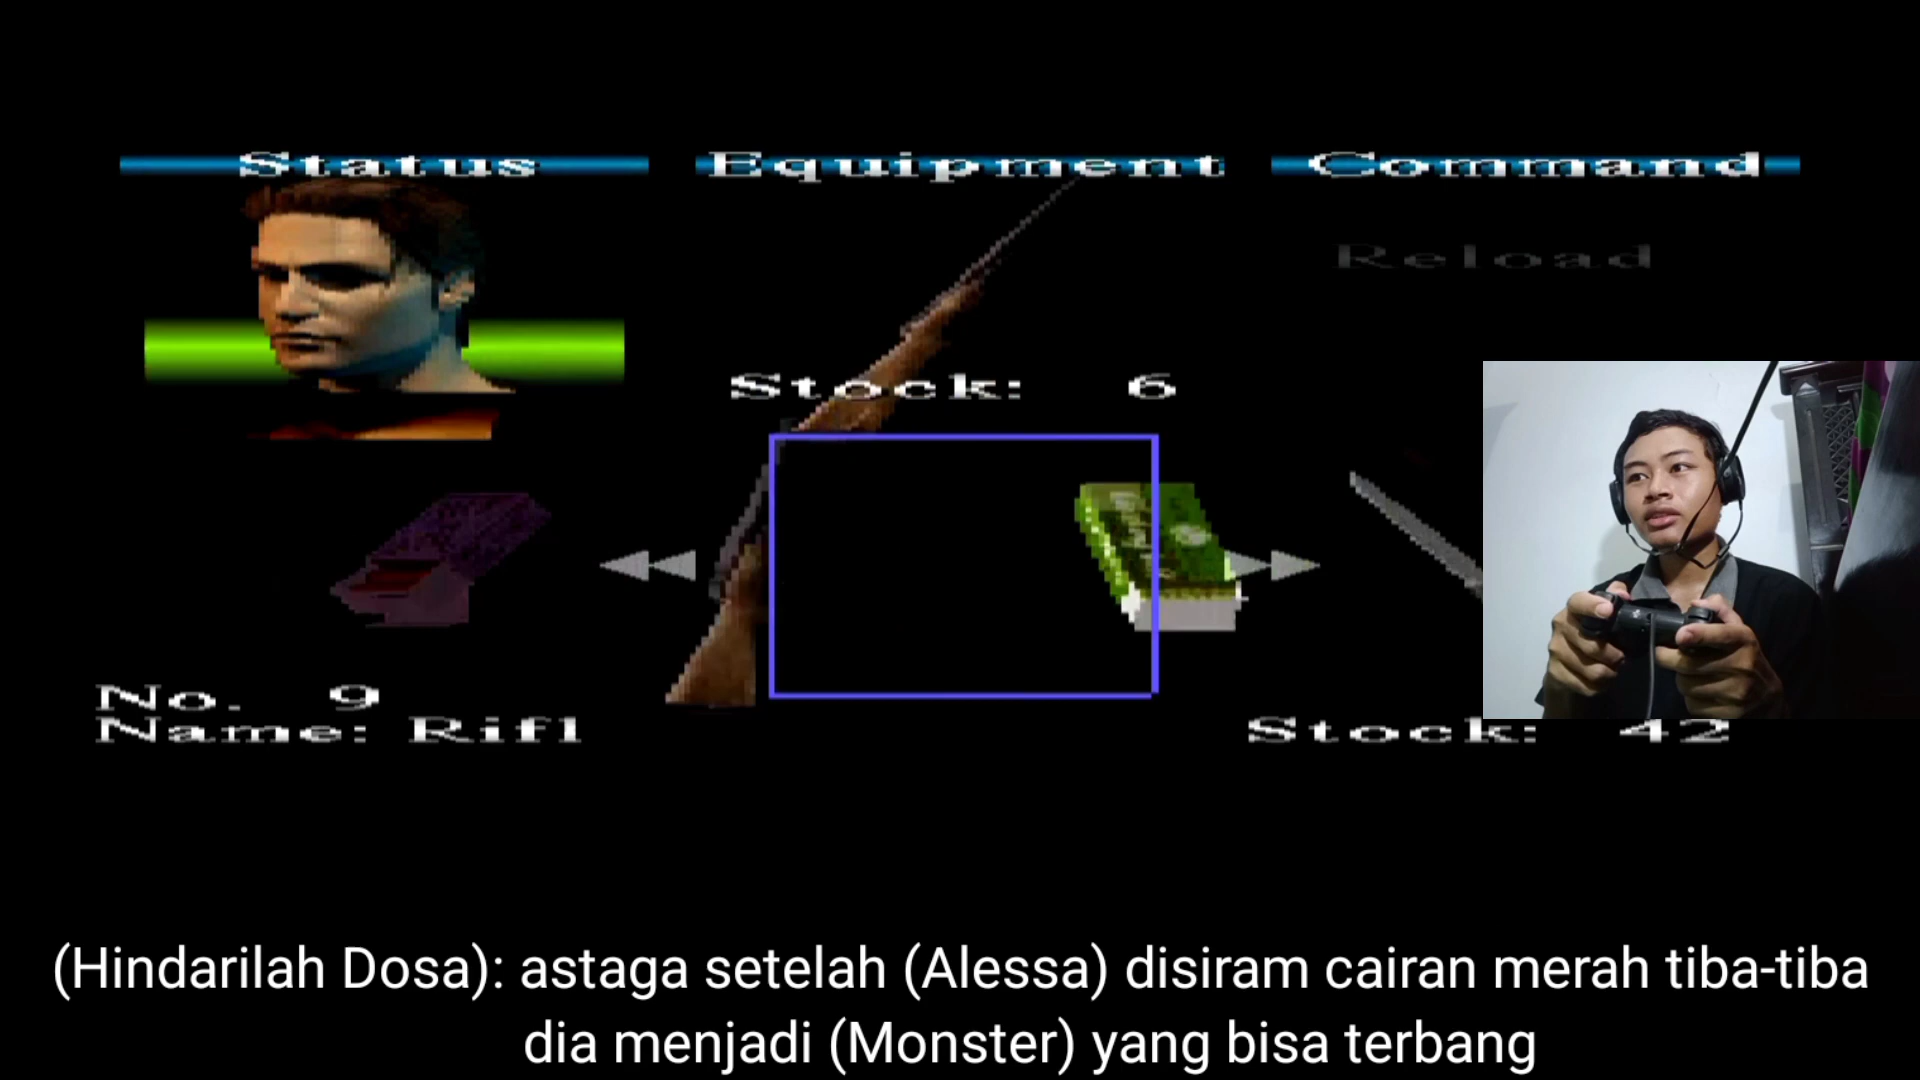 Status Equipment Command
Reload
Stock: 6
No. 9
Name: Rifl
Stock: 42
(Hindarilah Dosa): astaga setelah (Alessa) disiram cairan merah tiba-tiba
dia menjadi (Monster) yang bisa terbang